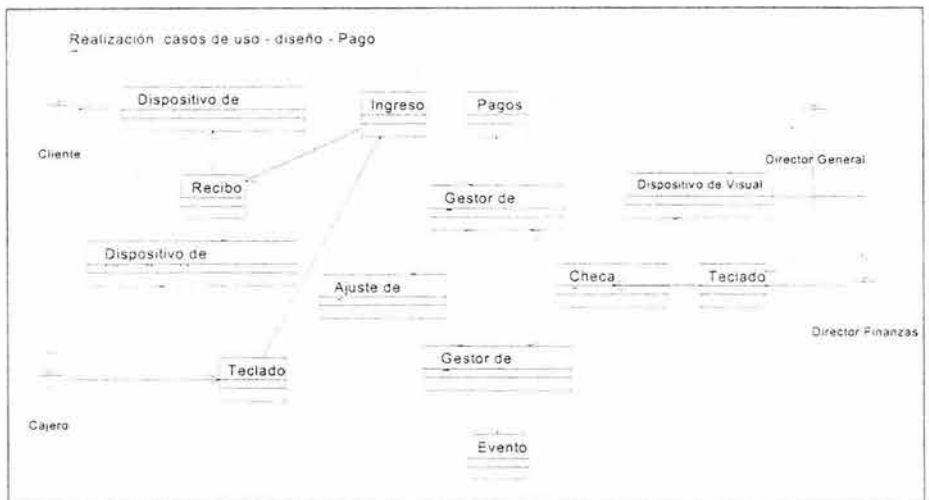 Realización casos de uso - diseño - Pago
Dispositivo de
Ingreso
Pagos
Cliente
Director General
Recibo
Gestor de
Dispositivo de Visual
Dispositivo de
Ajuste de
Checa
Teclado
Director Finanzas
Teclado
Gestor de
Cajero
Evento